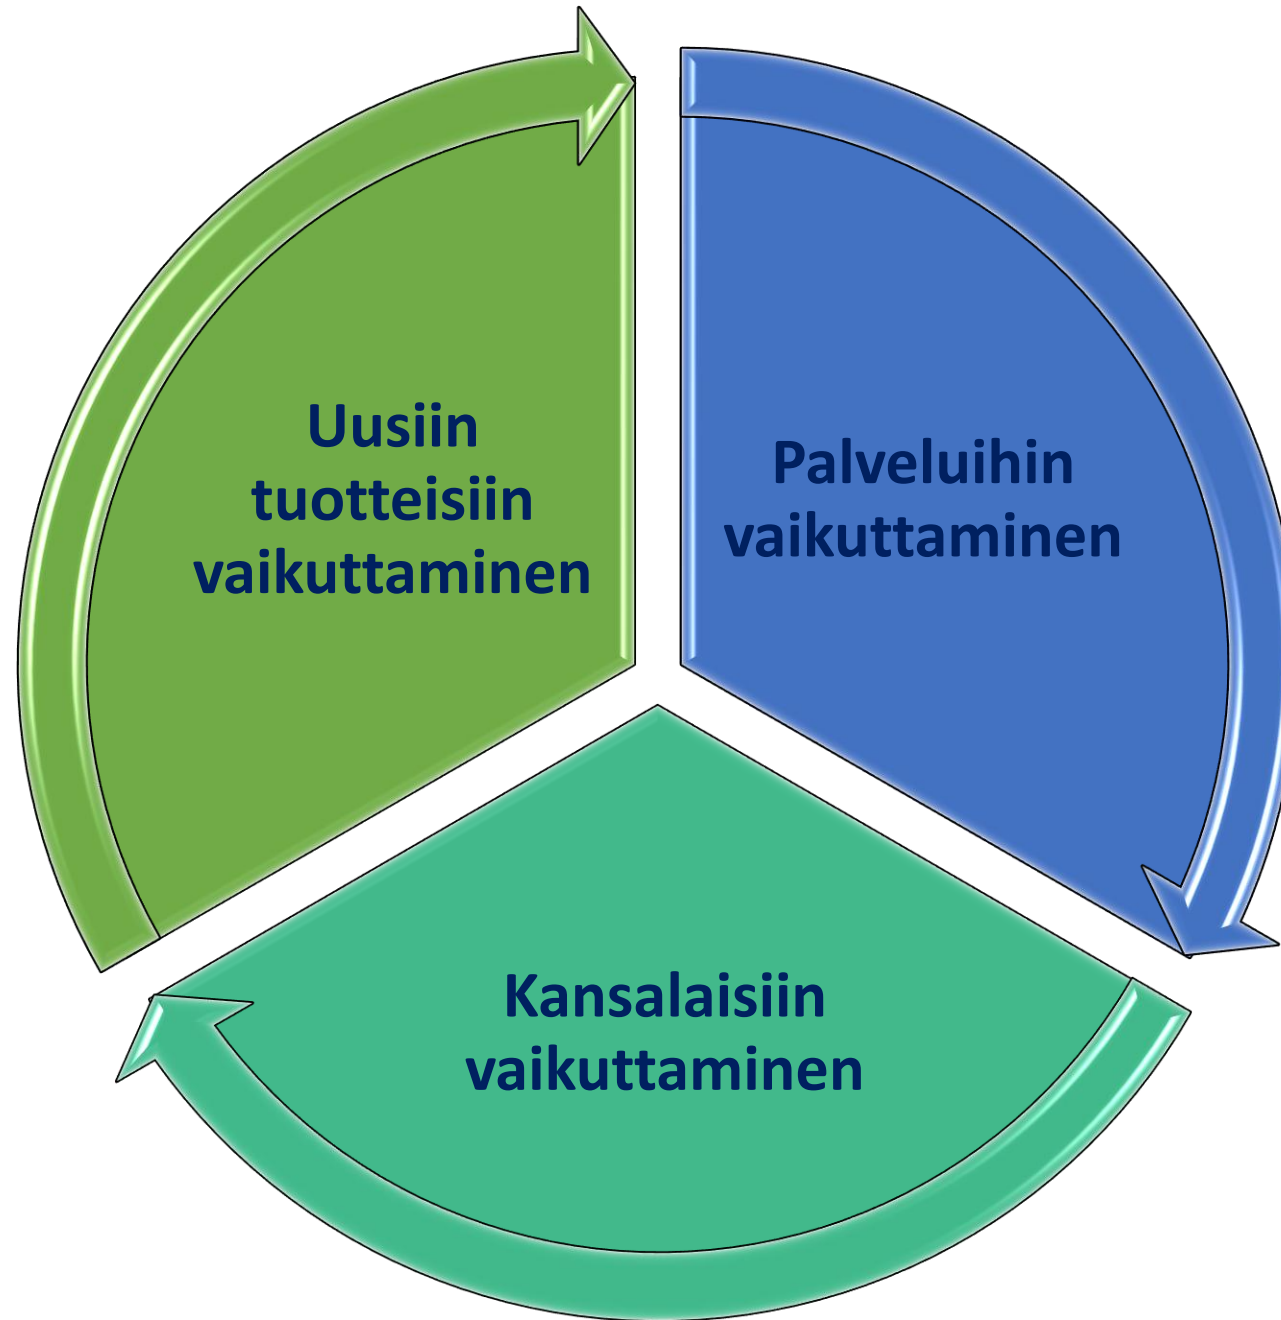 Uusiin
tuotteisiin
vaikuttaminen
Palveluihin
vaikuttaminen
Kansalaisiin
vaikuttaminen